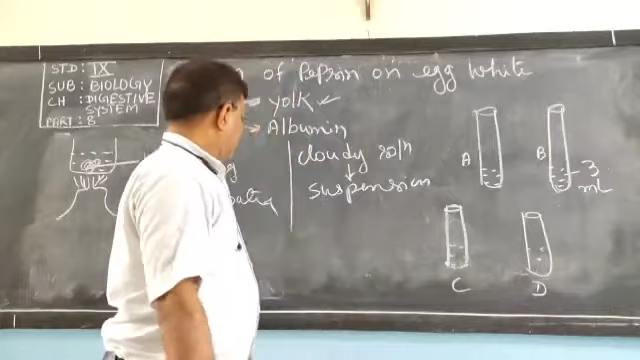 STD: IX
SUB: BIOLOGY
CH: DIGESTIVE
SYSTEM
PART: 8
of Pepsin on egg white
yolk
Albumin
cloudy soln
suspension
A
B
3
ml
C
D